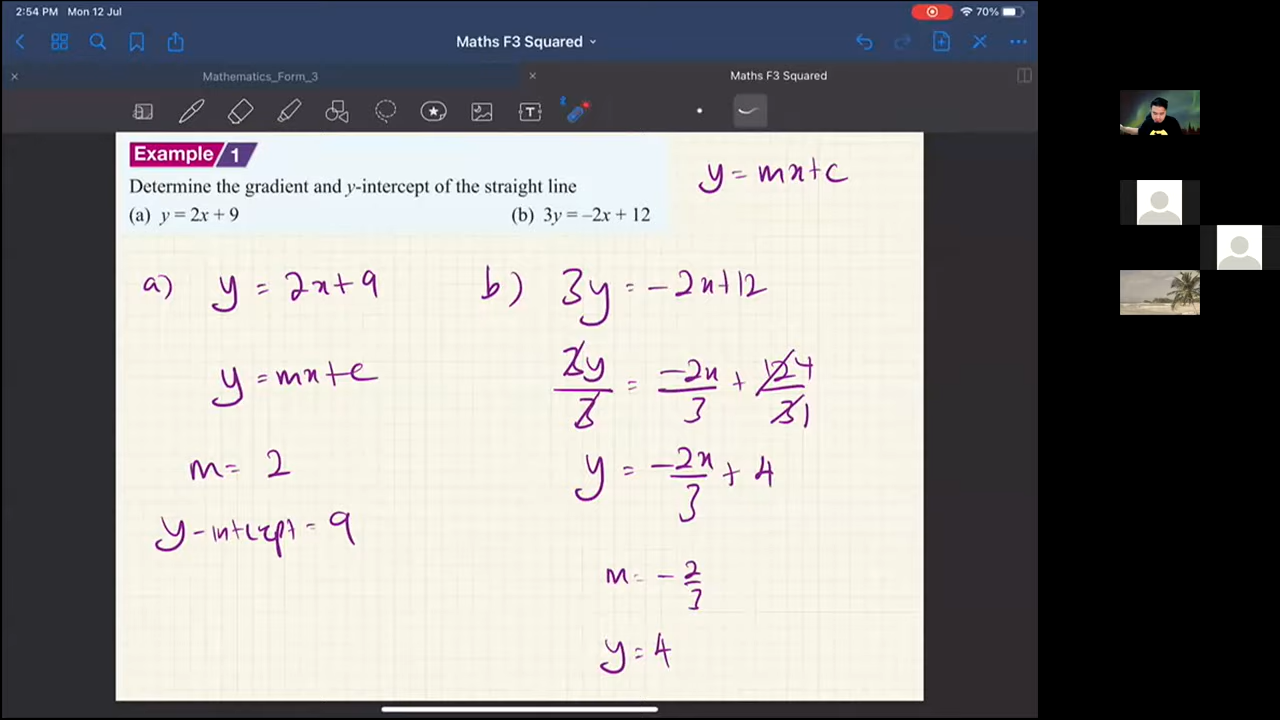 2:54 PM Mon 12 Jul
70%
Maths F3 Squared
Mathematics_Form_3
Maths F3 Squared
T
Example 1
Determine the gradient and y-intercept of the straight line
(a) y = 2x + 9
(b) 3y = –2x + 12
y = mx + c
a) y = 2x + 9
y = mx + c
m = 2
y-intercept = 9
b) 3y = -2x + 12
3y/3 = -2x/3 + 12 4/3 1
y = -2x/3 + 4
m = -2/3
y = 4